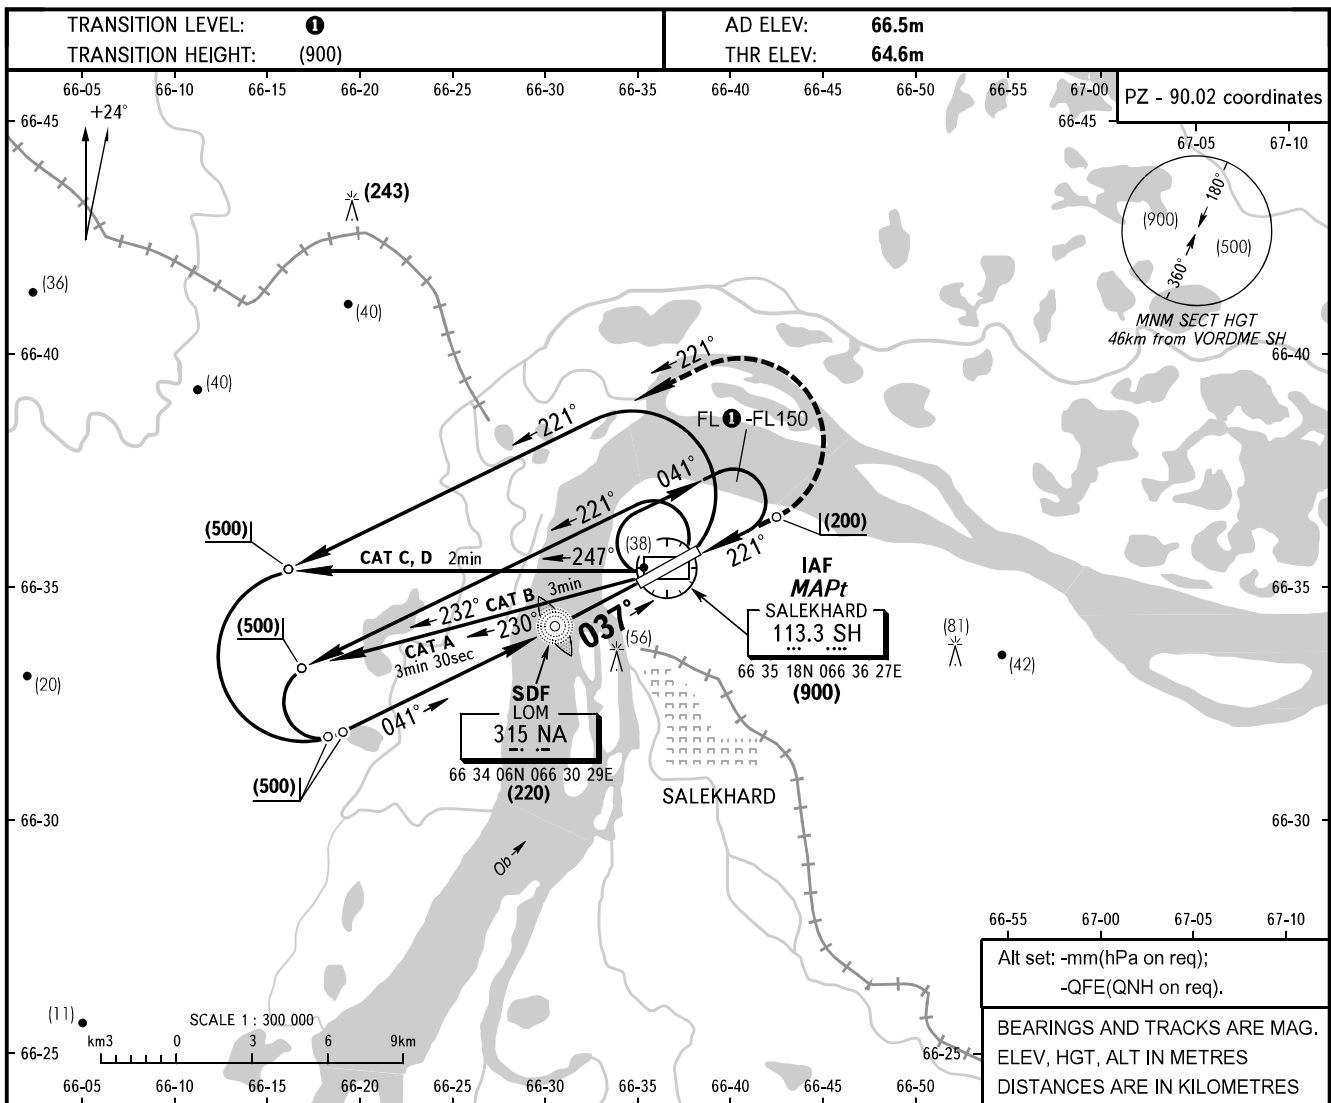 TRANSITION LEVEL: ❶
TRANSITION HEIGHT: (900)
AD ELEV: 66.5m
THR ELEV: 64.6m
66-05 66-10 66-15 66-20 66-25 66-30 66-35 66-40 66-45 66-50 66-55 67-00
PZ - 90.02 coordinates
+24°
66-45
66-45
67-05 67-10
(243)
180°
(900)
(500)
360°
MNM SECT HGT
46km from VORDME SH
(36)
(40)
(40)
66-40
66-40
221°
221°
FL ❶ -FL150
041°
221°
(500)
(200)
221°
CAT C, D 2min
247°
(38)
IAF
MAPt
SALEKHARD
113.3 SH
66 35 18N 066 36 27E
(900)
66-35
66-35
232° CAT B 3min
230°
CAT A
3min 30sec
037°
(500)
(56)
(81)
(42)
(20)
SDF
LOM
315 NA
66 34 06N 066 30 29E
(220)
041°
(500)
SALEKHARD
66-30
66-30
Ob
66-55 67-00 67-05 67-10
Alt set: -mm(hPa on req);
-QFE(QNH on req).
(11)
SCALE 1 : 300 000
km3 0 3 6 9km
BEARINGS AND TRACKS ARE MAG.
ELEV, HGT, ALT IN METRES
DISTANCES ARE IN KILOMETRES
66-25
66-25
66-05 66-10 66-15 66-20 66-25 66-30 66-35 66-40 66-45 66-50